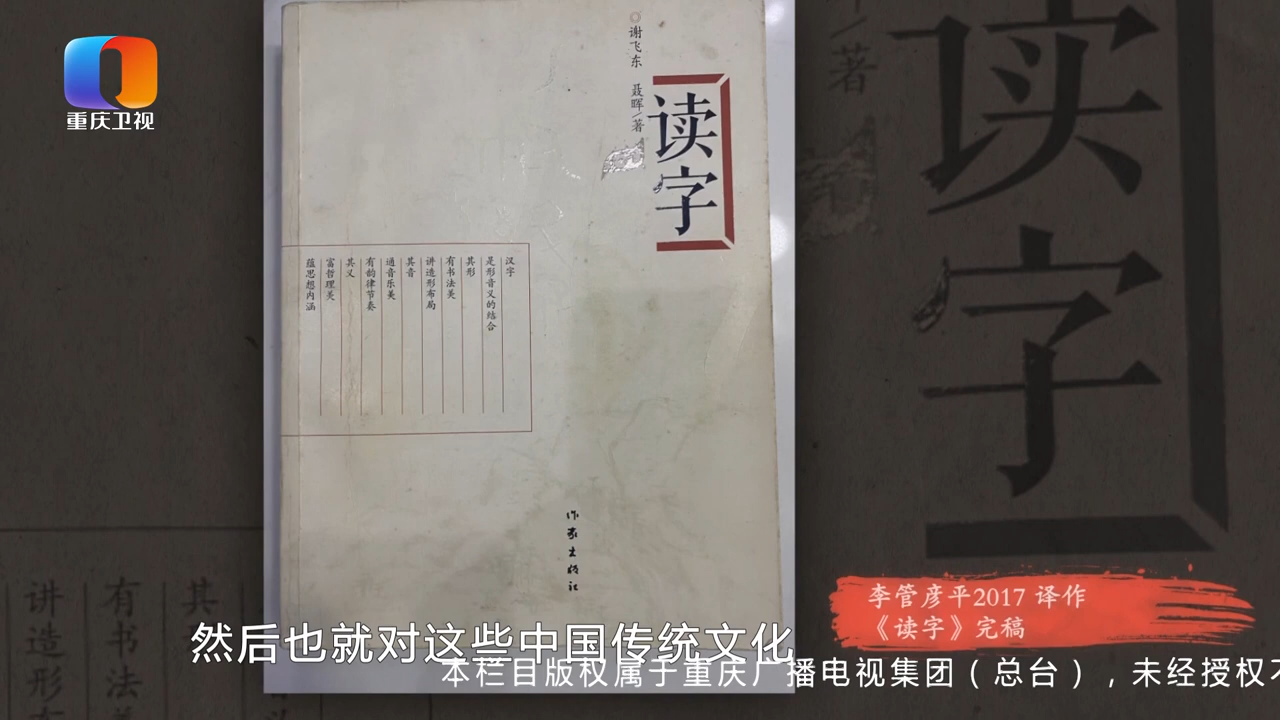 重庆卫视
谢飞东 聂晖/著
读字
汉字
是形音义的结合
其形
有书法美
讲造形布局
其音
通音乐美
有韵律节奏
其义
富哲理美
蕴思想内涵
作家出版社
著
读字
其
有书法美
讲造形
李管彦平2017 译作
《读字》完稿
然后也就对这些中国传统文化
本栏目版权属于重庆广播电视集团（总台），未经授权不